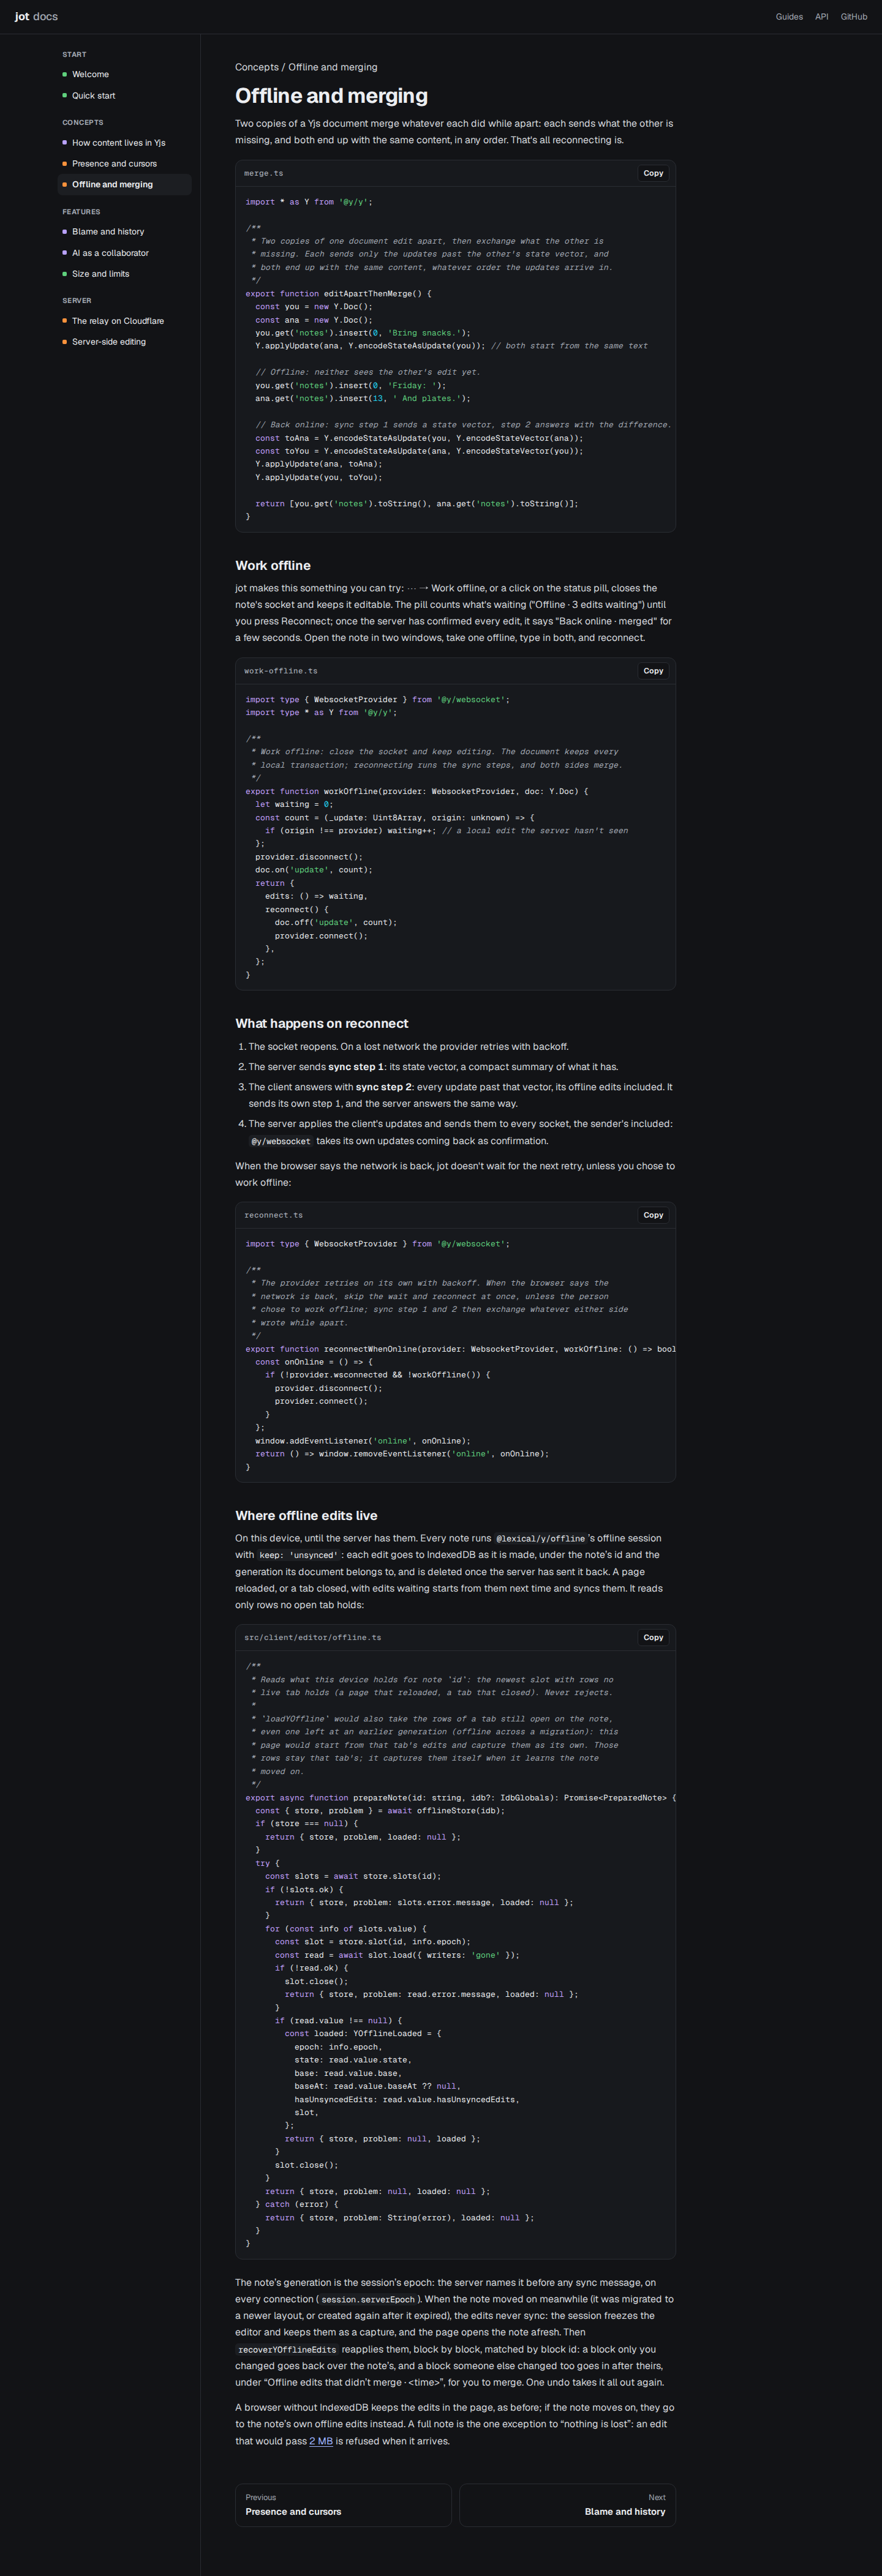 jot docs
Guides API GitHub
START
Welcome
Quick start
CONCEPTS
How content lives in Yjs
Presence and cursors
Offline and merging
FEATURES
Blame and history
AI as a collaborator
Size and limits
SERVER
The relay on Cloudflare
Server-side editing
Concepts / Offline and merging
Offline and merging
Two copies of a Yjs document merge whatever each did while apart: each sends what the other is
missing, and both end up with the same content, in any order. That's all reconnecting is.
merge.ts
Copy
import * as Y from '@y/y';
/**
 * Two copies of one document edit apart, then exchange what the other is
 * missing. Each sends only the updates past the other's state vector, and
 * both end up with the same content, whatever order the updates arrive in.
 */
export function editApartThenMerge() {
  const you = new Y.Doc();
  const ana = new Y.Doc();
  you.get('notes').insert(0, 'Bring snacks.');
  Y.applyUpdate(ana, Y.encodeStateAsUpdate(you)); // both start from the same text
  // Offline: neither sees the other's edit yet.
  you.get('notes').insert(0, 'Friday: ');
  ana.get('notes').insert(13, ' And plates.');
  // Back online: sync step 1 sends a state vector, step 2 answers with the difference.
  const toAna = Y.encodeStateAsUpdate(you, Y.encodeStateVector(ana));
  const toYou = Y.encodeStateAsUpdate(ana, Y.encodeStateVector(you));
  Y.applyUpdate(ana, toAna);
  Y.applyUpdate(you, toYou);
  return [you.get('notes').toString(), ana.get('notes').toString()];
}
Work offline
jot makes this something you can try: ⋯ → Work offline, or a click on the status pill, closes the
note's socket and keeps it editable. The pill counts what's waiting ("Offline · 3 edits waiting") until
you press Reconnect; once the server has confirmed every edit, it says "Back online · merged" for
a few seconds. Open the note in two windows, take one offline, type in both, and reconnect.
work-offline.ts
Copy
import type { WebsocketProvider } from '@y/websocket';
import type * as Y from '@y/y';
/**
 * Work offline: close the socket and keep editing. The document keeps every
 * local transaction; reconnecting runs the sync steps, and both sides merge.
 */
export function workOffline(provider: WebsocketProvider, doc: Y.Doc) {
  let waiting = 0;
  const count = (_update: Uint8Array, origin: unknown) => {
    if (origin !== provider) waiting++; // a local edit the server hasn't seen
  };
  provider.disconnect();
  doc.on('update', count);
  return {
    edits: () => waiting,
    reconnect() {
      doc.off('update', count);
      provider.connect();
    },
  };
}
What happens on reconnect
1. The socket reopens. On a lost network the provider retries with backoff.
2. The server sends sync step 1: its state vector, a compact summary of what it has.
3. The client answers with sync step 2: every update past that vector, its offline edits included. It
sends its own step 1, and the server answers the same way.
4. The server applies the client's updates and sends them to every socket, the sender's included:
@y/websocket takes its own updates coming back as confirmation.
When the browser says the network is back, jot doesn't wait for the next retry, unless you chose to
work offline:
reconnect.ts
Copy
import type { WebsocketProvider } from '@y/websocket';
/**
 * The provider retries on its own with backoff. When the browser says the
 * network is back, skip the wait and reconnect at once, unless the person
 * chose to work offline; sync step 1 and 2 then exchange whatever either side
 * wrote while apart.
 */
export function reconnectWhenOnline(provider: WebsocketProvider, workOffline: () => bool
  const onOnline = () => {
    if (!provider.wsconnected && !workOffline()) {
      provider.disconnect();
      provider.connect();
    }
  };
  window.addEventListener('online', onOnline);
  return () => window.removeEventListener('online', onOnline);
}
Where offline edits live
On this device, until the server has them. Every note runs @lexical/y/offline's offline session
with keep: 'unsynced': each edit goes to IndexedDB as it is made, under the note's id and the
generation its document belongs to, and is deleted once the server has sent it back. A page
reloaded, or a tab closed, with edits waiting starts from them next time and syncs them. It reads
only rows no open tab holds:
src/client/editor/offline.ts
Copy
/**
 * Reads what this device holds for note `id`: the newest slot with rows no
 * live tab holds (a page that reloaded, a tab that closed). Never rejects.
 *
 * `loadYOffline` would also take the rows of a tab still open on the note,
 * even one left at an earlier generation (offline across a migration): this
 * page would start from that tab's edits and capture them as its own. Those
 * rows stay that tab's; it captures them itself when it learns the note
 * moved on.
 */
export async function prepareNote(id: string, idb?: IdbGlobals): Promise<PreparedNote> {
  const { store, problem } = await offlineStore(idb);
  if (store === null) {
    return { store, problem, loaded: null };
  }
  try {
    const slots = await store.slots(id);
    if (!slots.ok) {
      return { store, problem: slots.error.message, loaded: null };
    }
    for (const info of slots.value) {
      const slot = store.slot(id, info.epoch);
      const read = await slot.load({ writers: 'gone' });
      if (!read.ok) {
        slot.close();
        return { store, problem: read.error.message, loaded: null };
      }
      if (read.value !== null) {
        const loaded: YOfflineLoaded = {
          epoch: info.epoch,
          state: read.value.state,
          base: read.value.base,
          baseAt: read.value.baseAt ?? null,
          hasUnsyncedEdits: read.value.hasUnsyncedEdits,
          slot,
        };
        return { store, problem: null, loaded };
      }
      slot.close();
    }
    return { store, problem: null, loaded: null };
  } catch (error) {
    return { store, problem: String(error), loaded: null };
  }
}
The note's generation is the session's epoch: the server names it before any sync message, on
every connection (session.serverEpoch). When the note moved on meanwhile (it was migrated to
a newer layout, or created again after it expired), the edits never sync: the session freezes the
editor and keeps them as a capture, and the page opens the note afresh. Then
recoverYOfflineEdits reapplies them, block by block, matched by block id: a block only you
changed goes back over the note's, and a block someone else changed too goes in after theirs,
under “Offline edits that didn't merge · <time>”, for you to merge. One undo takes it all out again.
A browser without IndexedDB keeps the edits in the page, as before; if the note moves on, they go
to the note's own offline edits instead. A full note is the one exception to “nothing is lost”: an edit
that would pass 2 MB is refused when it arrives.
Previous
Presence and cursors
Next
Blame and history